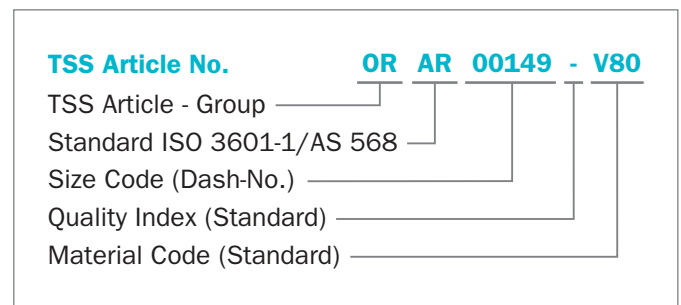 TSS Article No. OR AR 00149 - V80
TSS Article - Group
Standard ISO 3601-1/AS 568
Size Code (Dash-No.)
Quality Index (Standard)
Material Code (Standard)